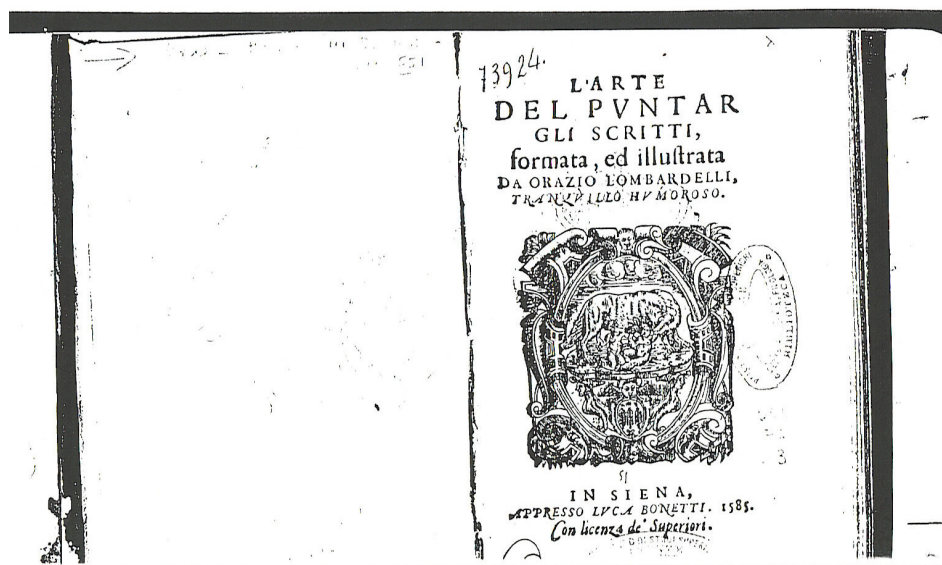 73924.
L'ARTE
DEL PVNTAR
GLI SCRITTI,
formata, ed illuſtrata
DA ORAZIO LOMBARDELLI,
TRANQVILLO HVMOROSO.
IN SIENA,
APPRESSO LVCA BONETTI. 1585.
Con licenza de' Superiori.